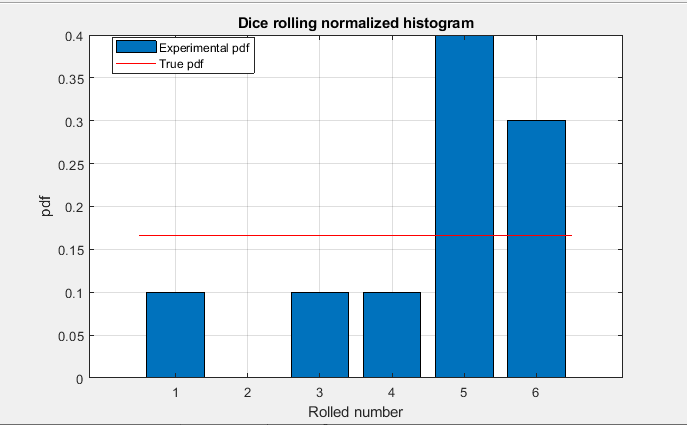 Dice rolling normalized histogram
Experimental pdf
True pdf
0.4
0.35
0.3
0.25
0.2
0.15
0.1
0.05
0
pdf
1 2 3 4 5 6
Rolled number